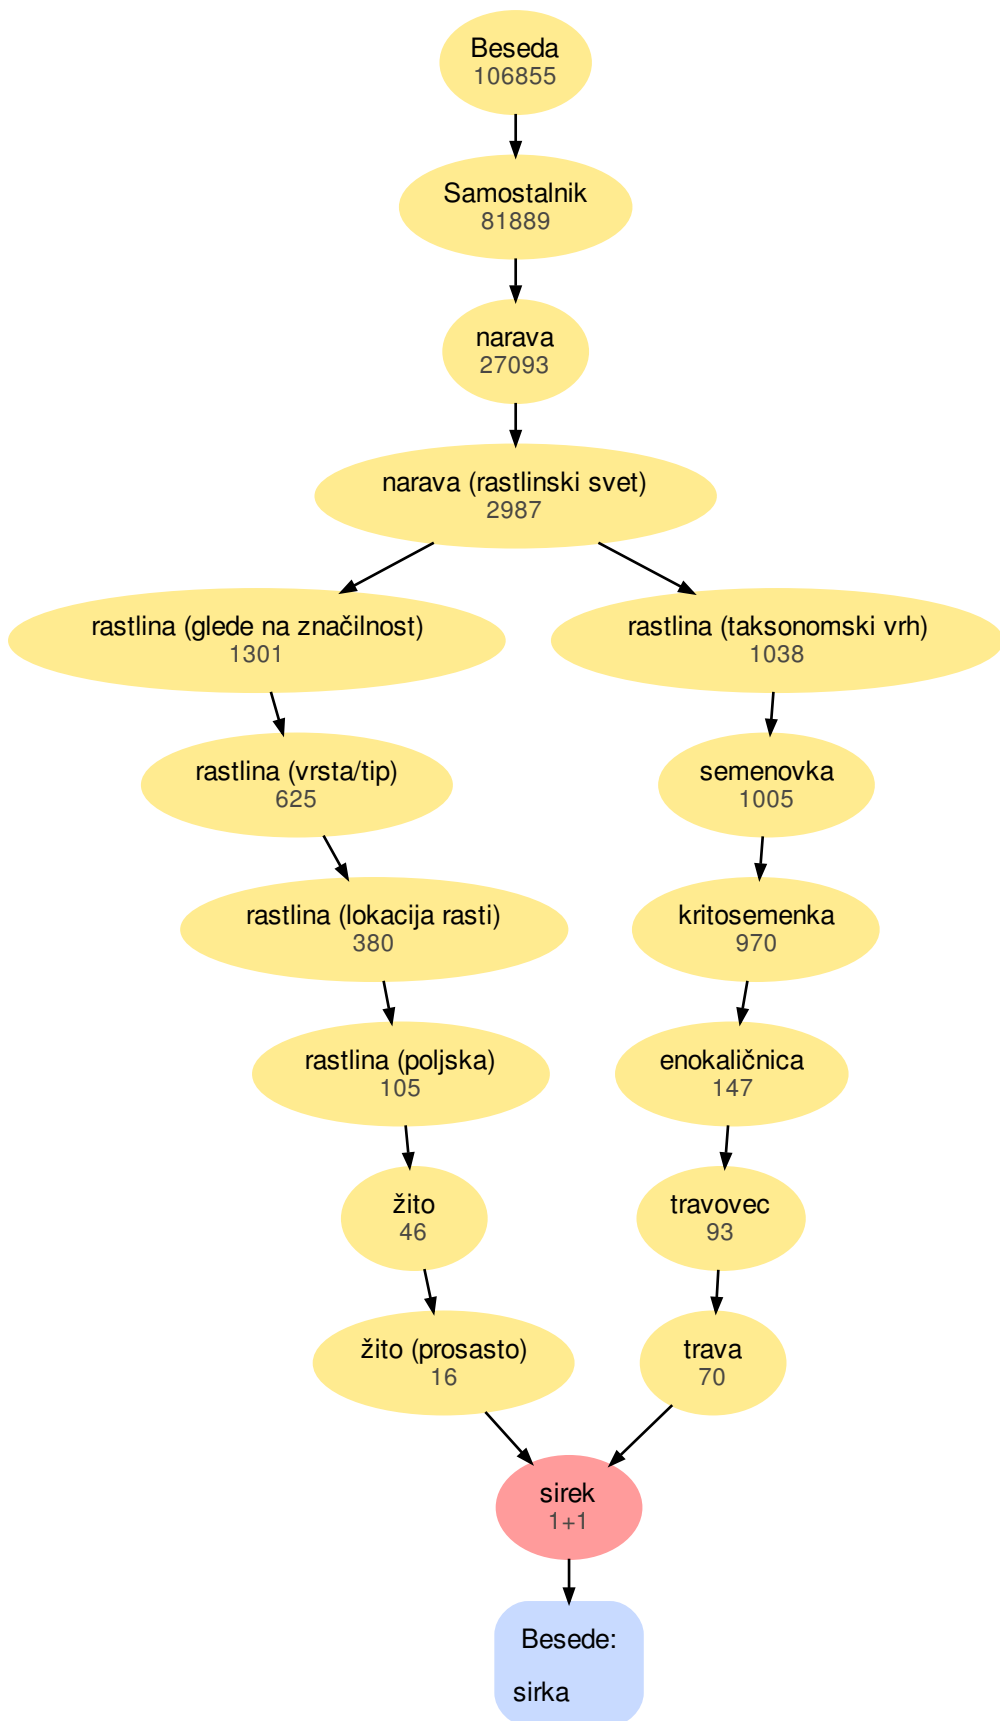 Beseda
106855
Samostalnik
81889
narava
27093
narava (rastlinski svet)
2987
rastlina (glede na značilnost)
1301
rastlina (taksonomski vrh)
1038
rastlina (vrsta/tip)
625
semenovka
1005
rastlina (lokacija rasti)
380
kritosemenka
970
rastlina (poljska)
105
enokaličnica
147
žito
46
travovec
93
žito (prosasto)
16
trava
70
sirek
1+1
Besede:
sirka